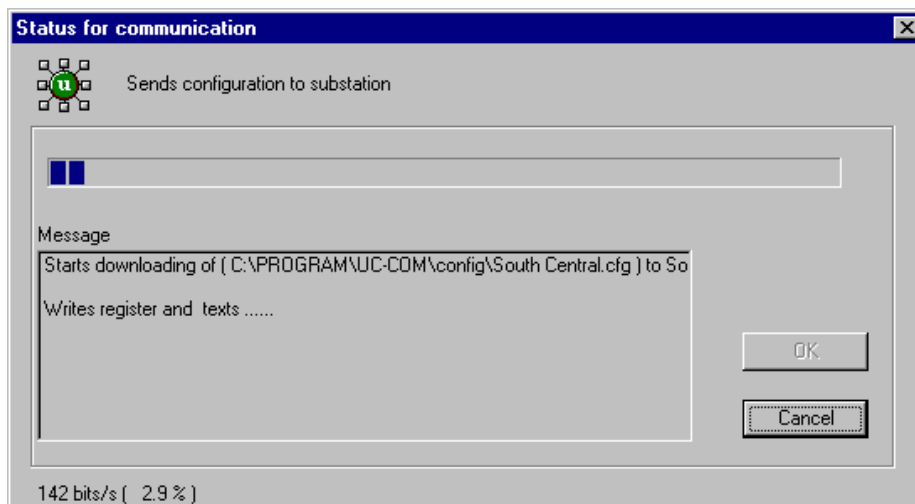 Status for communication
u
Sends configuration to substation
Message
Starts downloading of ( C:\PROGRAM\UC-COM\config\South Central.cfg ) to So
Writes register and  texts ......
OK
Cancel
142 bits/s (  2.9 % )